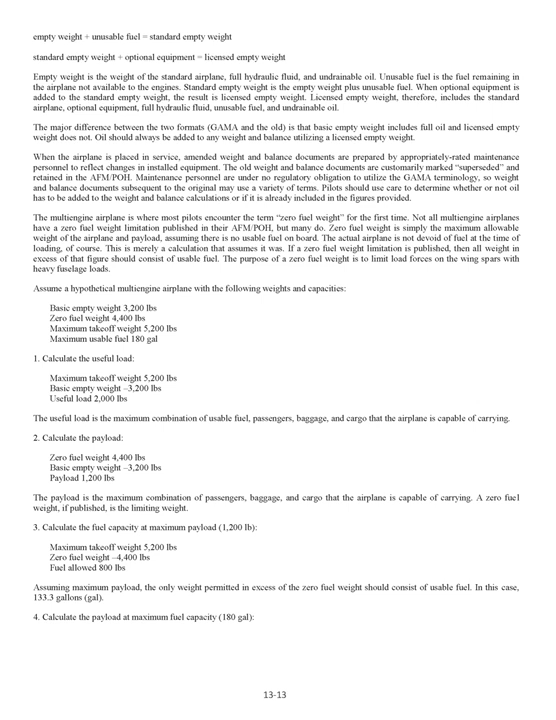 empty weight + unusable fuel = standard empty weight
standard empty weight + optional equipment = licensed empty weight
Empty weight is the weight of the standard airplane, full hydraulic fluid, and undrainable oil. Unusable fuel is the fuel remaining in
the airplane not available to the engines. Standard empty weight is the empty weight plus unusable fuel. When optional equipment is
added to the standard empty weight, the result is licensed empty weight. Licensed empty weight, therefore, includes the standard
airplane, optional equipment, full hydraulic fluid, unusable fuel, and undrainable oil.
The major difference between the two formats (GAMA and the old) is that basic empty weight includes full oil and licensed empty
weight does not. Oil should always be added to any weight and balance utilizing a licensed empty weight.
When the airplane is placed in service, amended weight and balance documents are prepared by appropriately-rated maintenance
personnel to reflect changes in installed equipment. The old weight and balance documents are customarily marked “superseded” and
retained in the AFM/POH. Maintenance personnel are under no regulatory obligation to utilize the GAMA terminology, so weight
and balance documents subsequent to the original may use a variety of terms. Pilots should use care to determine whether or not oil
has to be added to the weight and balance calculations or if it is already included in the figures provided.
The multiengine airplane is where most pilots encounter the term “zero fuel weight” for the first time. Not all multiengine airplanes
have a zero fuel weight limitation published in their AFM/POH, but many do. Zero fuel weight is simply the maximum allowable
weight of the airplane and payload, assuming there is no usable fuel on board. The actual airplane is not devoid of fuel at the time of
loading, of course. This is merely a calculation that assumes it was. If a zero fuel weight limitation is published, then all weight in
excess of that figure should consist of usable fuel. The purpose of a zero fuel weight is to limit load forces on the wing spars with
heavy fuselage loads.
Assume a hypothetical multiengine airplane with the following weights and capacities:
Basic empty weight 3,200 lbs
Zero fuel weight 4,400 lbs
Maximum takeoff weight 5,200 lbs
Maximum usable fuel 180 gal
1. Calculate the useful load:
Maximum takeoff weight 5,200 lbs
Basic empty weight –3,200 lbs
Useful load 2,000 lbs
The useful load is the maximum combination of usable fuel, passengers, baggage, and cargo that the airplane is capable of carrying.
2. Calculate the payload:
Zero fuel weight 4,400 lbs
Basic empty weight –3,200 lbs
Payload 1,200 lbs
The payload is the maximum combination of passengers, baggage, and cargo that the airplane is capable of carrying. A zero fuel
weight, if published, is the limiting weight.
3. Calculate the fuel capacity at maximum payload (1,200 lb):
Maximum takeoff weight 5,200 lbs
Zero fuel weight –4,400 lbs
Fuel allowed 800 lbs
Assuming maximum payload, the only weight permitted in excess of the zero fuel weight should consist of usable fuel. In this case,
133.3 gallons (gal).
4. Calculate the payload at maximum fuel capacity (180 gal):
13-13